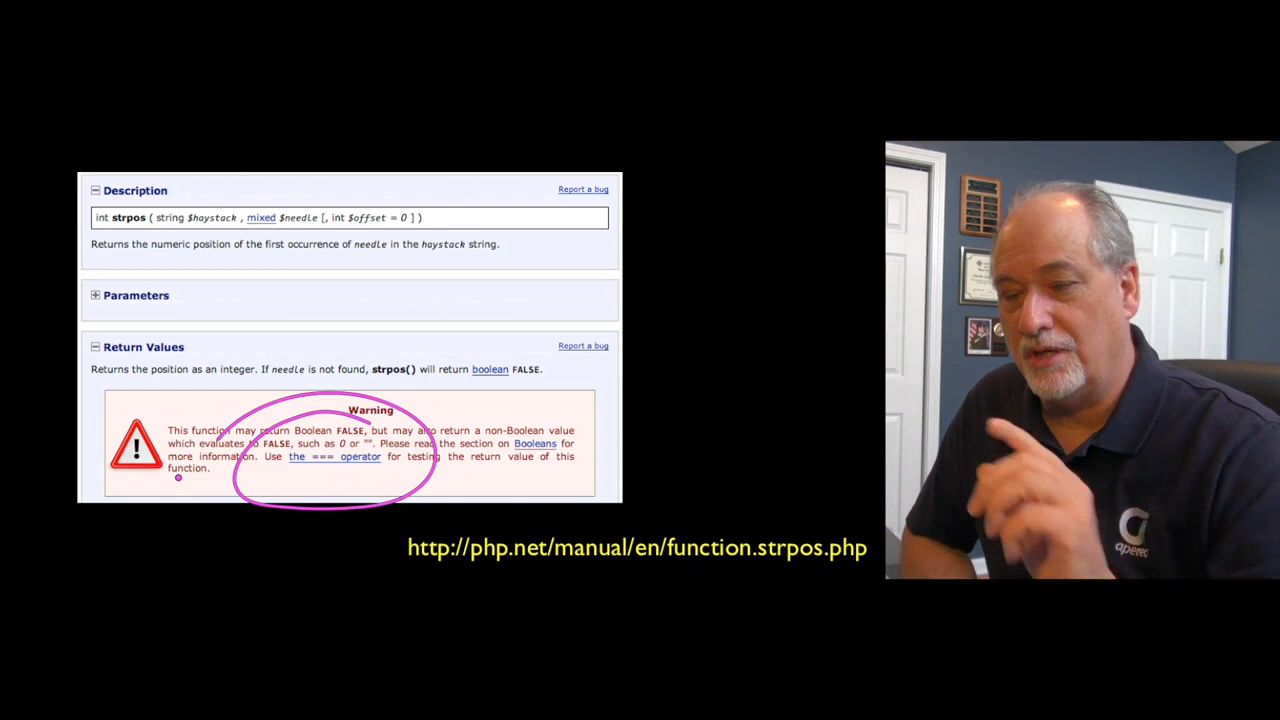 Description
Report a bug
int strpos ( string $haystack , mixed $needle [, int $offset = 0 ] )
Returns the numeric position of the first occurrence of needle in the haystack string.
Parameters
Return Values
Report a bug
Returns the position as an integer. If needle is not found, strpos() will return boolean FALSE.
Warning
This function may return Boolean FALSE, but may also return a non-Boolean value
which evaluates to FALSE, such as 0 or "". Please read the section on Booleans for
more information. Use the === operator for testing the return value of this
function.
http://php.net/manual/en/function.strpos.php
apereo